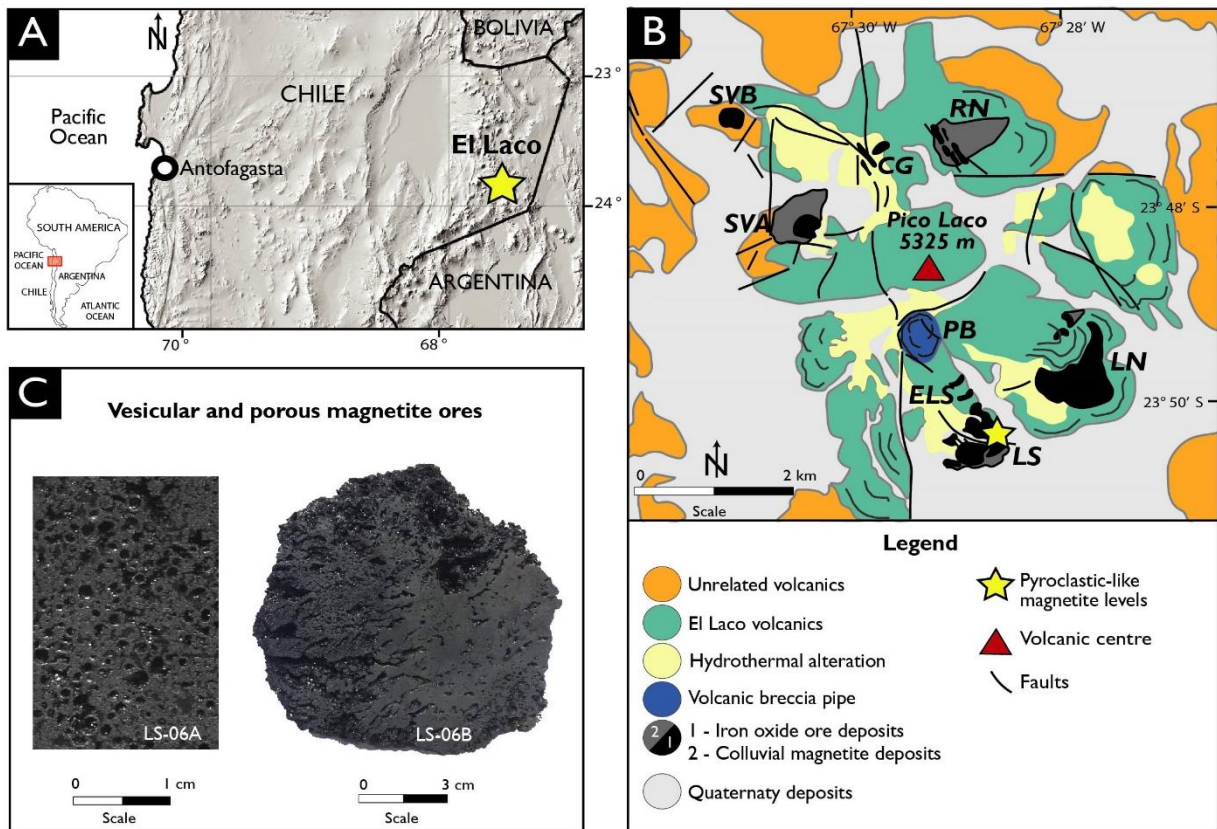 A
N
BOLIVIA
23°
CHILE
Pacific
Ocean
El Laco
Antofagasta
24°
SOUTH AMERICA
PACIFIC
OCEAN
ARGENTINA
CHILE
ATLANTIC
OCEAN
ARGENTINA
70°
68°
B
67° 30' W
67° 28' W
SVB
RN
CG
23° 48' S
SVA
Pico Laco
5325 m
PB
LN
ELS
23° 50' S
LS
N
0 2 km
Scale
Legend
Unrelated volcanics
El Laco volcanics
Hydrothermal alteration
Volcanic breccia pipe
2 1
1 - Iron oxide ore deposits
2 - Colluvial magnetite deposits
Quaternaty deposits
Pyroclastic-like
magnetite levels
Volcanic centre
Faults
C
Vesicular and porous magnetite ores
LS-06A
LS-06B
0 1 cm
Scale
0 3 cm
Scale